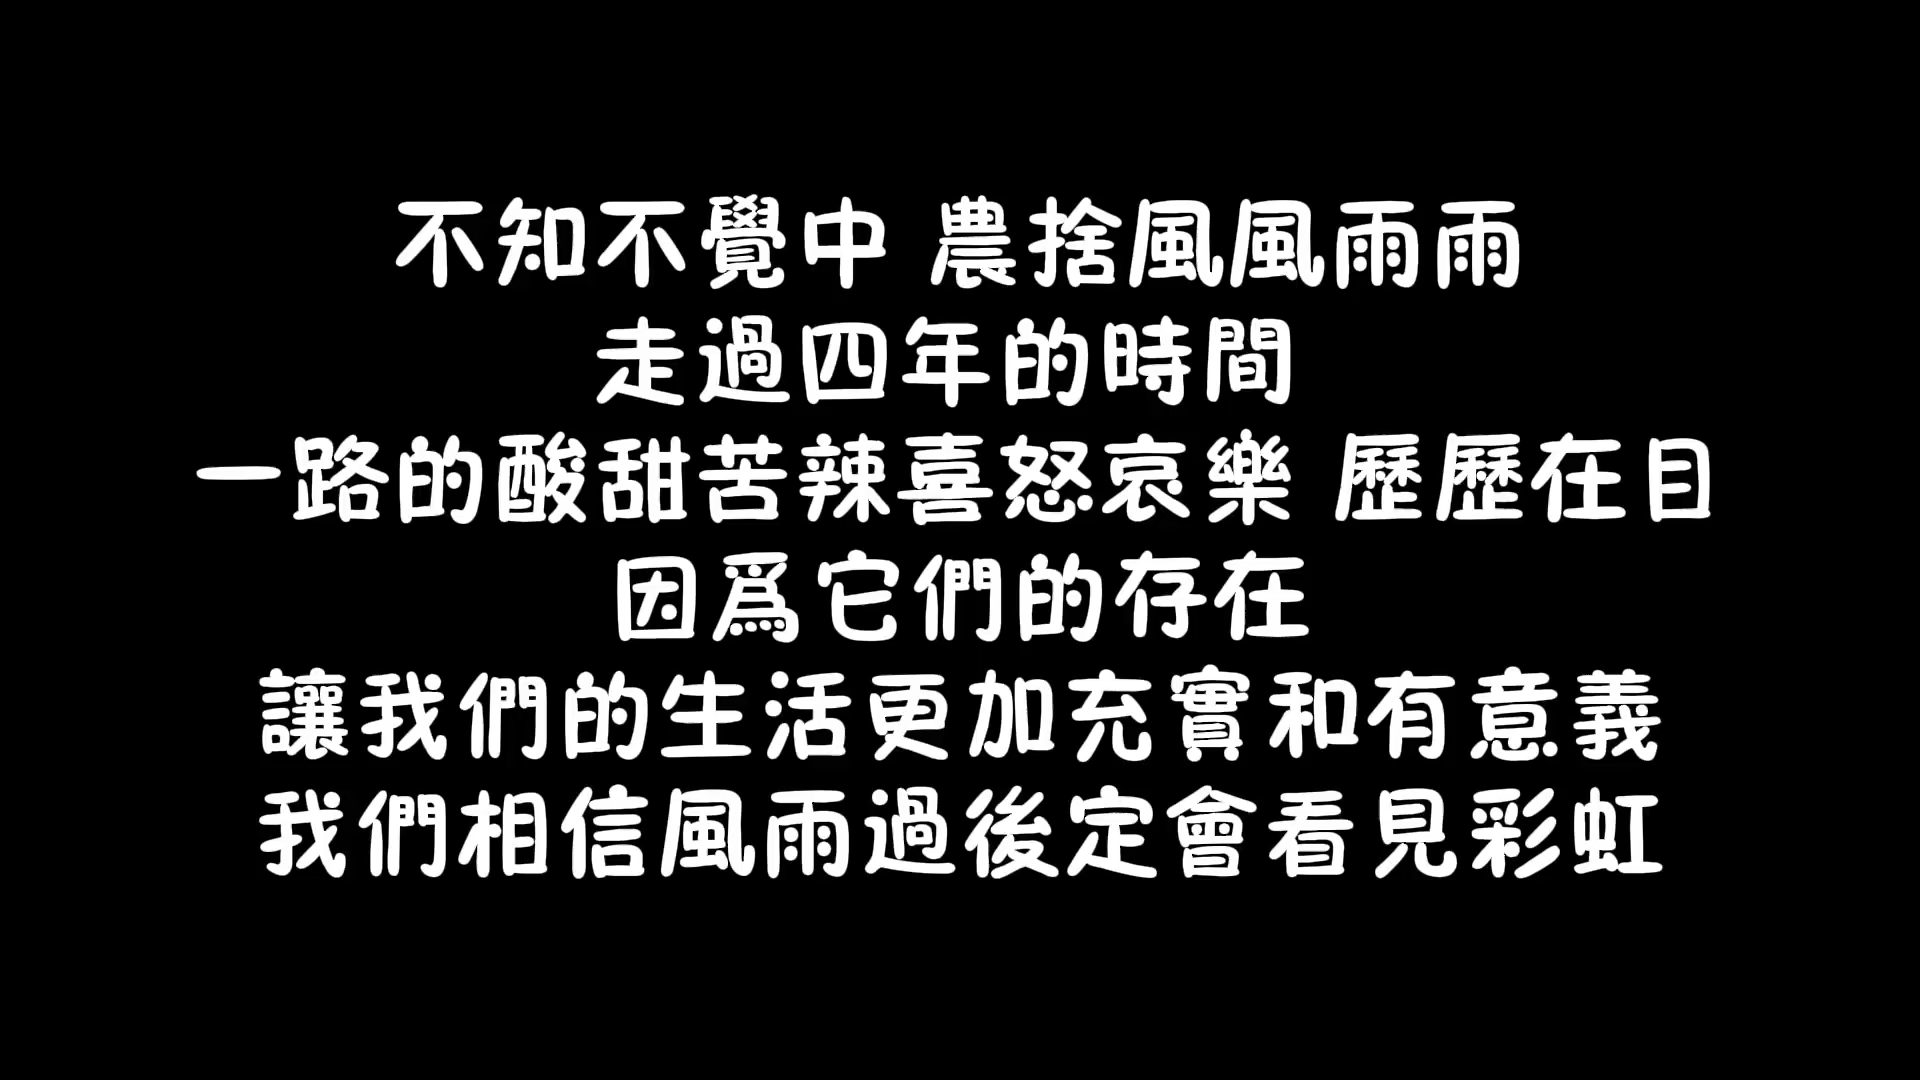 不知不覺中 農捨風風雨雨
走過四年的時間
一路的酸甜苦辣喜怒哀樂 歷歷在目
因爲它們的存在
讓我們的生活更加充實和有意義
我們相信風雨過後定會看見彩虹